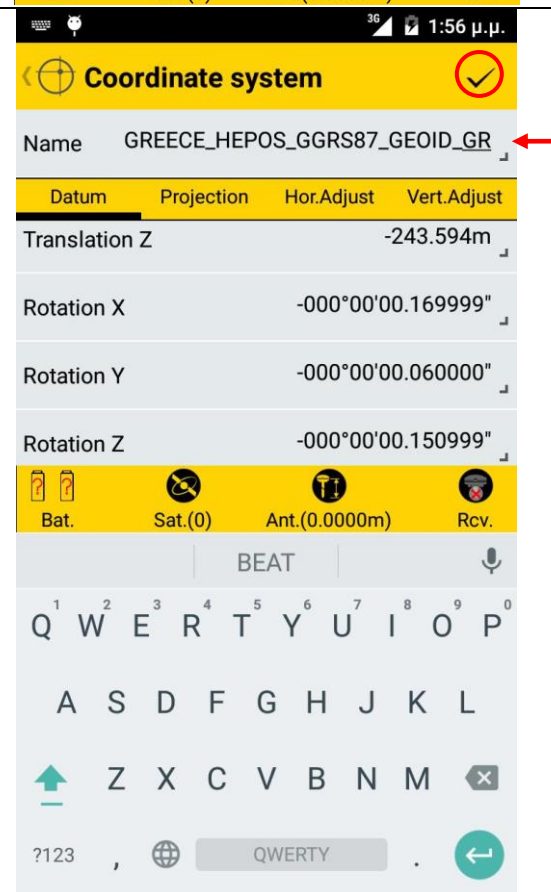 3G 1:56 μ.μ.
Coordinate system
Name GREECE_HEPOS_GGRS87_GEOID_GR
Datum Projection Hor.Adjust Vert.Adjust
Translation Z -243.594m
Rotation X -000°00'00.169999"
Rotation Y -000°00'00.060000"
Rotation Z -000°00'00.150999"
? ?
Bat. Sat.(0) Ant.(0.0000m) Rcv.
BEAT
1 2 3 4 5 6 7 8 9 0
Q W E R T Y U I O P
A S D F G H J K L
Z X C V B N M
?123 , QWERTY .